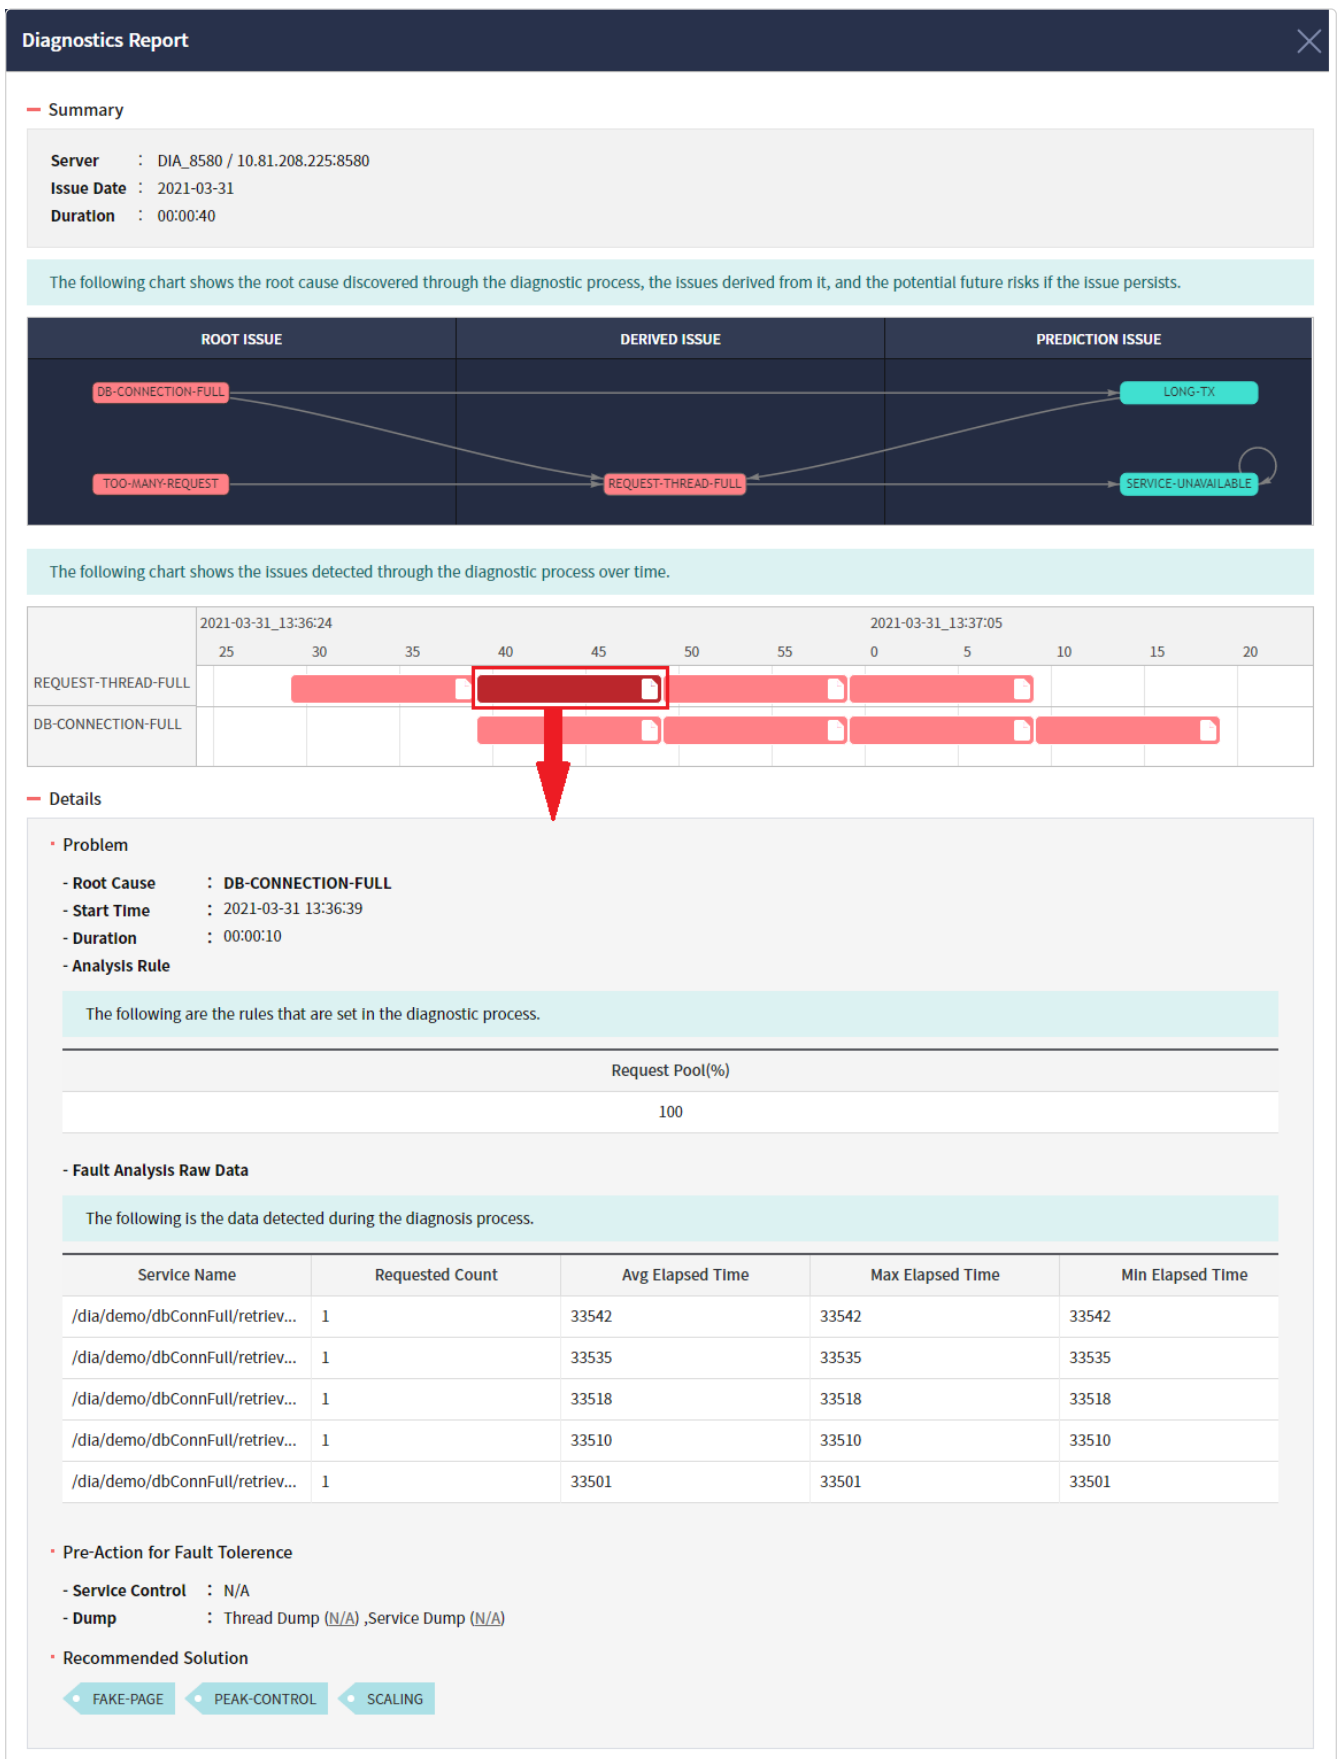 Diagnostics Report
Summary
Server : DIA_8580 / 10.81.208.225:8580
Issue Date : 2021-03-31
Duration : 00:00:40
The following chart shows the root cause discovered through the diagnostic process, the issues derived from it, and the potential future risks if the issue persists.
ROOT ISSUE DERIVED ISSUE PREDICTION ISSUE
DB-CONNECTION-FULL LONG-TX
TOO-MANY-REQUEST REQUEST-THREAD-FULL SERVICE-UNAVAILABLE
The following chart shows the issues detected through the diagnostic process over time.
2021-03-31_13:36:24 2021-03-31_13:37:05
25 30 35 40 45 50 55 0 5 10 15 20
REQUEST-THREAD-FULL
DB-CONNECTION-FULL
Details
Problem
- Root Cause : DB-CONNECTION-FULL
- Start Time : 2021-03-31 13:36:39
- Duration : 00:00:10
- Analysis Rule
The following are the rules that are set in the diagnostic process.
Request Pool(%)
100
- Fault Analysis Raw Data
The following is the data detected during the diagnosis process.
Service Name Requested Count Avg Elapsed Time Max Elapsed Time Min Elapsed Time
/dia/demo/dbConnFull/retriev... 1 33542 33542 33542
/dia/demo/dbConnFull/retriev... 1 33535 33535 33535
/dia/demo/dbConnFull/retriev... 1 33518 33518 33518
/dia/demo/dbConnFull/retriev... 1 33510 33510 33510
/dia/demo/dbConnFull/retriev... 1 33501 33501 33501
Pre-Action for Fault Tolerence
- Service Control : N/A
- Dump : Thread Dump (N/A) ,Service Dump (N/A)
Recommended Solution
FAKE-PAGE PEAK-CONTROL SCALING